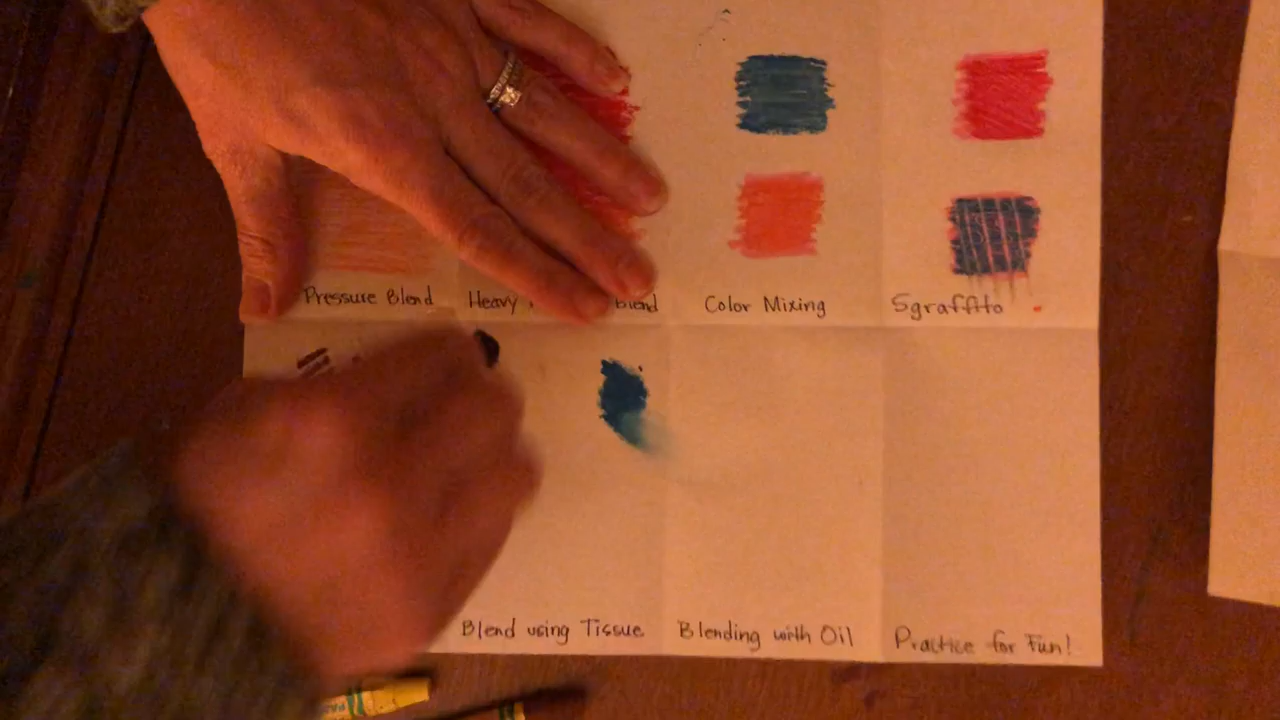 Pressure Blend
Heavy Blend
Color Mixing
Sgraffito
Blend using Tissue
Blending with Oil
Practice for Fun!